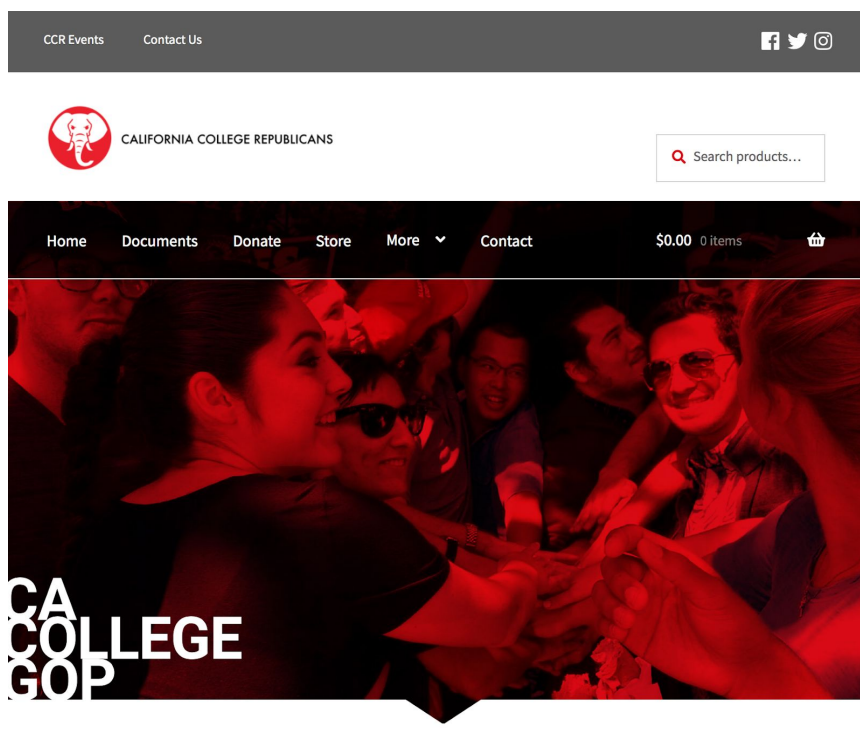 CCR Events Contact Us
CALIFORNIA COLLEGE REPUBLICANS
Search products...
Home Documents Donate Store More Contact $0.00 0 items
CA
COLLEGE
GOP